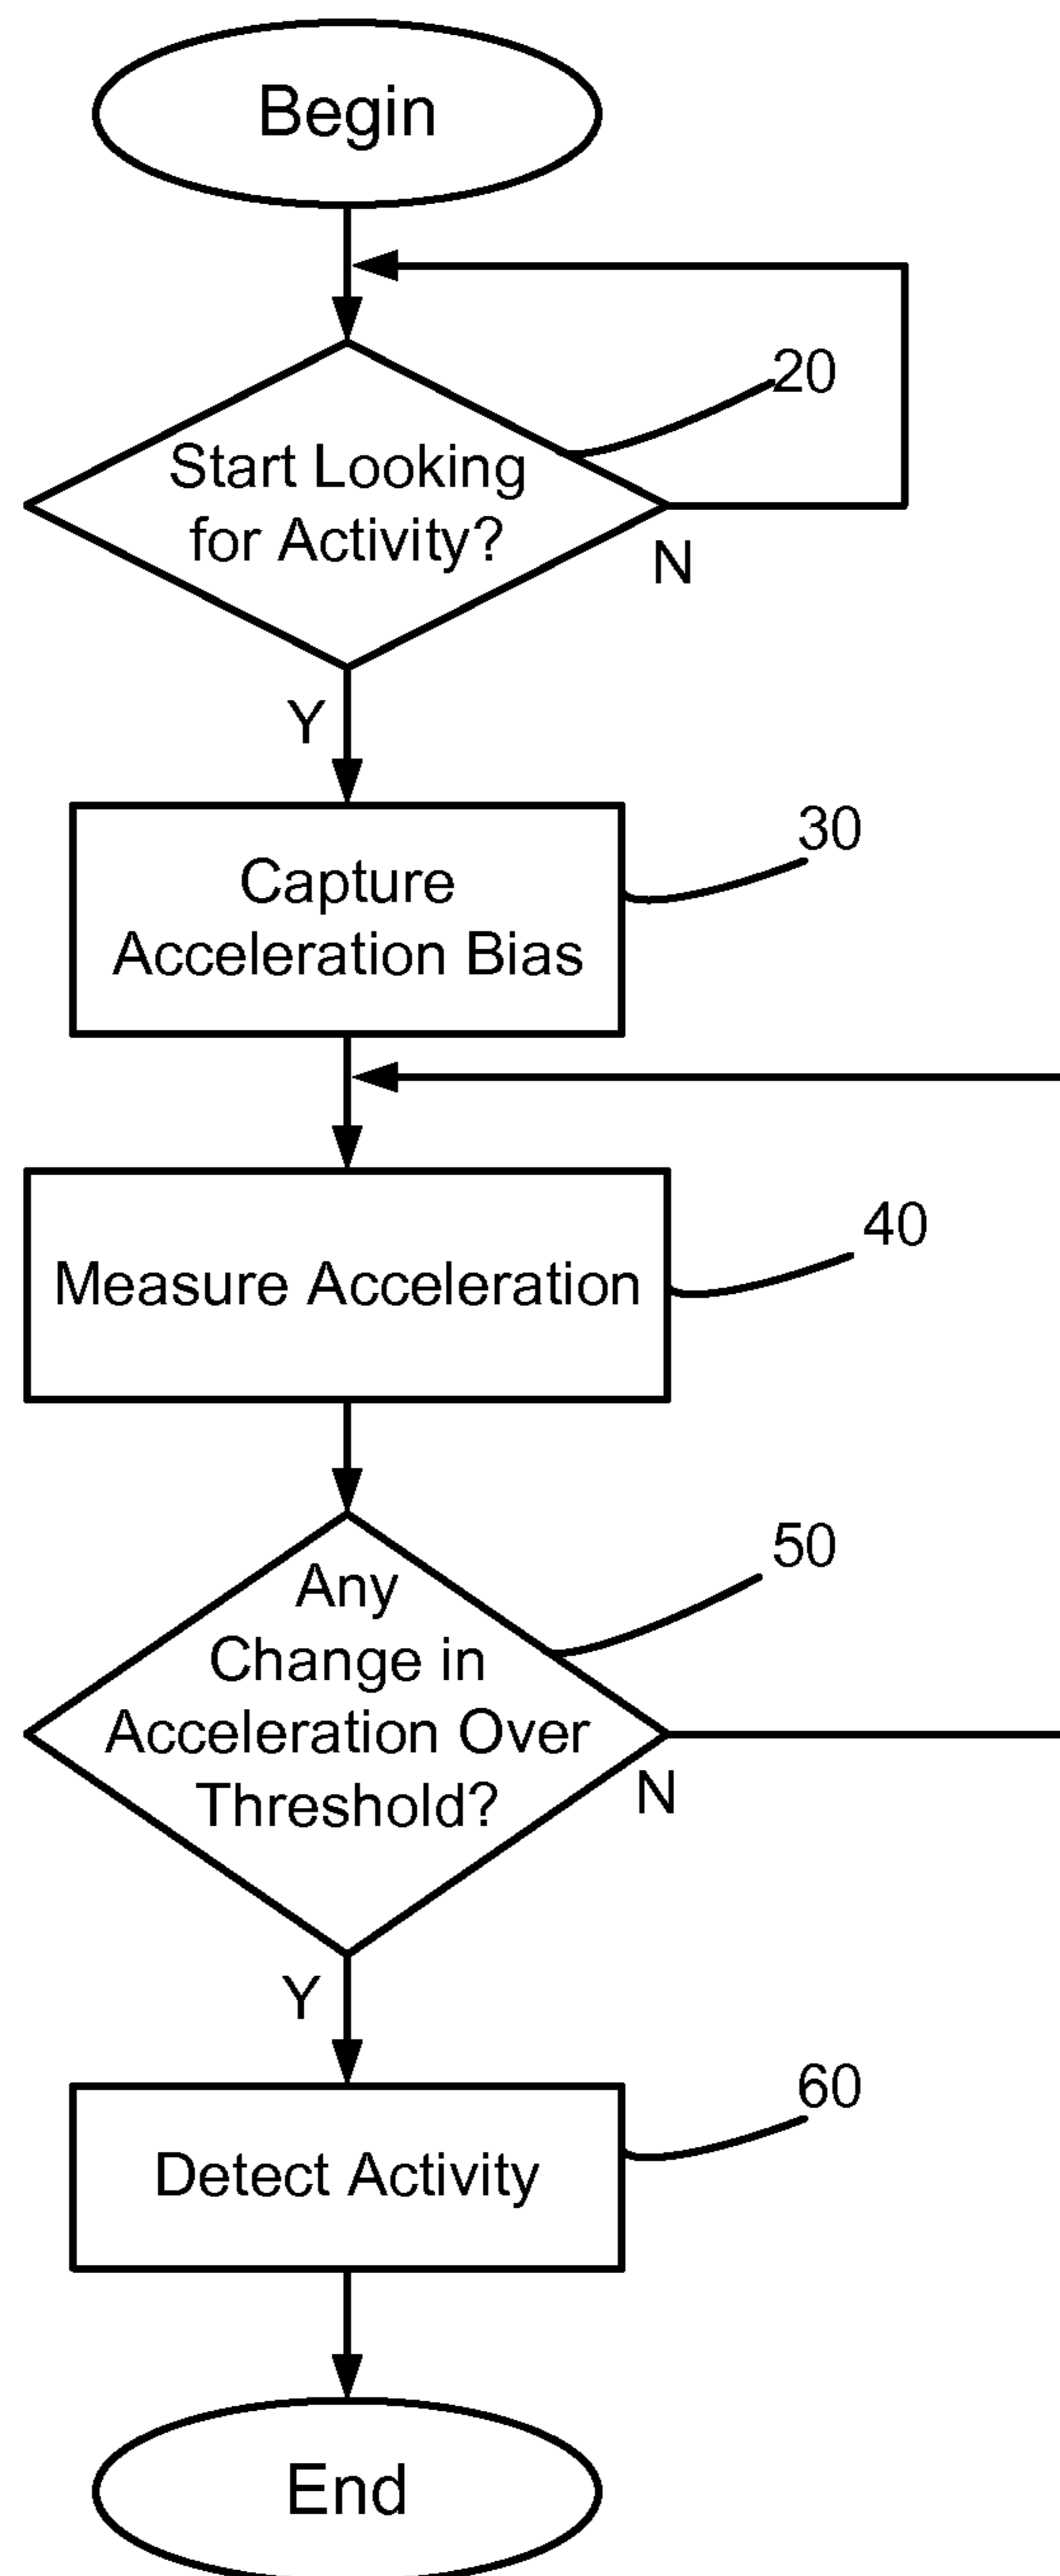 Begin
20
Start Looking
for Activity?
N
Y
30
Capture
Acceleration Bias
40
Measure Acceleration
50
Any
Change in
Acceleration Over
Threshold?
N
Y
60
Detect Activity
End